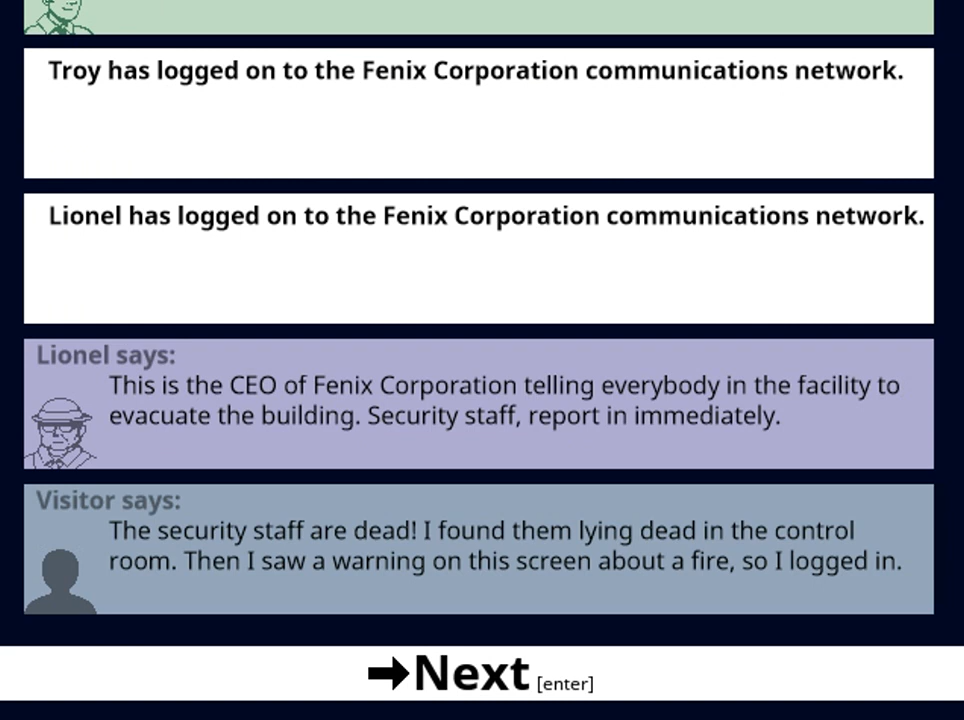 Troy has logged on to the Fenix Corporation communications network.
Lionel has logged on to the Fenix Corporation communications network.
Lionel says:
This is the CEO of Fenix Corporation telling everybody in the facility to
evacuate the building. Security staff, report in immediately.
Visitor says:
The security staff are dead! I found them lying dead in the control
room. Then I saw a warning on this screen about a fire, so I logged in.
➡Next [enter]